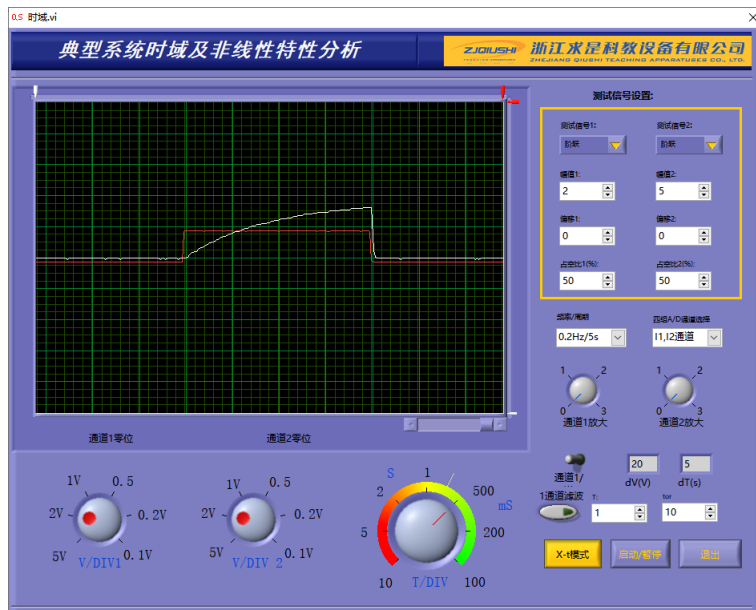 0.5 时域.vi
典型系统时域及非线性特性分析
ZJQIUSHI 浙江求是科教设备有限公司
ZHEJIANG QIUSHI TEACHING APPARATUSES CO., LTD.
测试信号设置:
测试信号1: 测试信号2:
阶跃 阶跃
幅值1: 幅值2:
2 5
偏移1: 偏移2:
0 0
占空比1(%): 占空比2(%):
50 50
频率/周期 四组A/D通道选择
0.2Hz/5s I1,I2通道
1 2 1 2
0 3 0 3
通道1放大 通道2放大
通道1零位 通道2零位
20 5
通道1/ dV(V) dT(s)
1通道滤波 T: tor
1 10
1V 0.5 1V 0.5 S 1
2V 0.2V 2V 0.2V 2 500 mS
5V 0.1V 5V 0.1V 5 200
V/DIV1 V/DIV 2 10 T/DIV 100
X-t模式 启动/暂停 退出